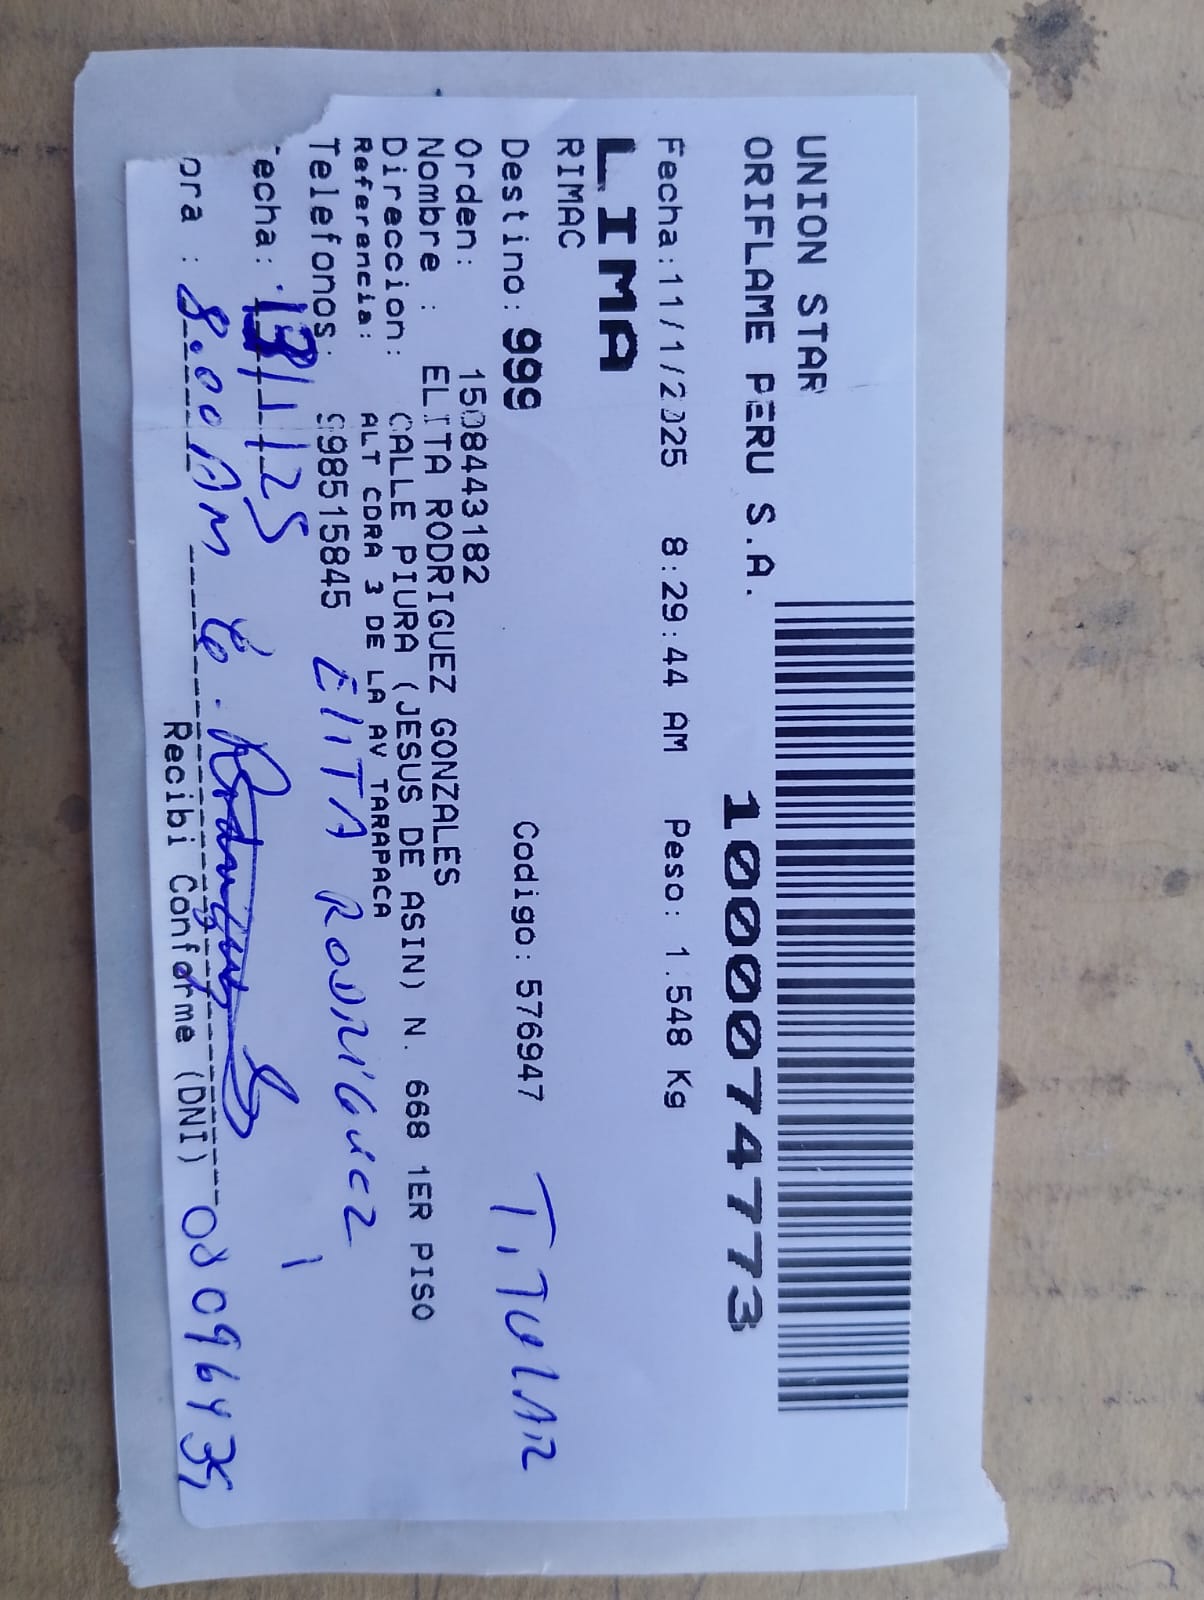 UNION STAR
ORIFLAME PERU S.A.
1000074773
Fecha:11/1/2025 8:29:44 AM Peso: 1.548 Kg
LIMA
RIMAC
Destino: 999 Codigo: 576947 TITULAR
Orden: 1508443182
Nombre : ELITA RODRIGUEZ GONZALES
Direccion: CALLE PIURA (JESUS DE ASIN) N. 668 1ER PISO
Referencia: ALT CDRA 3 DE LA AV TARAPACA
Telefonos: 998515845 ELITA RODRIGUEZ
echa: 13/1/25
ora : 8:00 AM E. Rodriguez
Recibi Conforme (DNI)